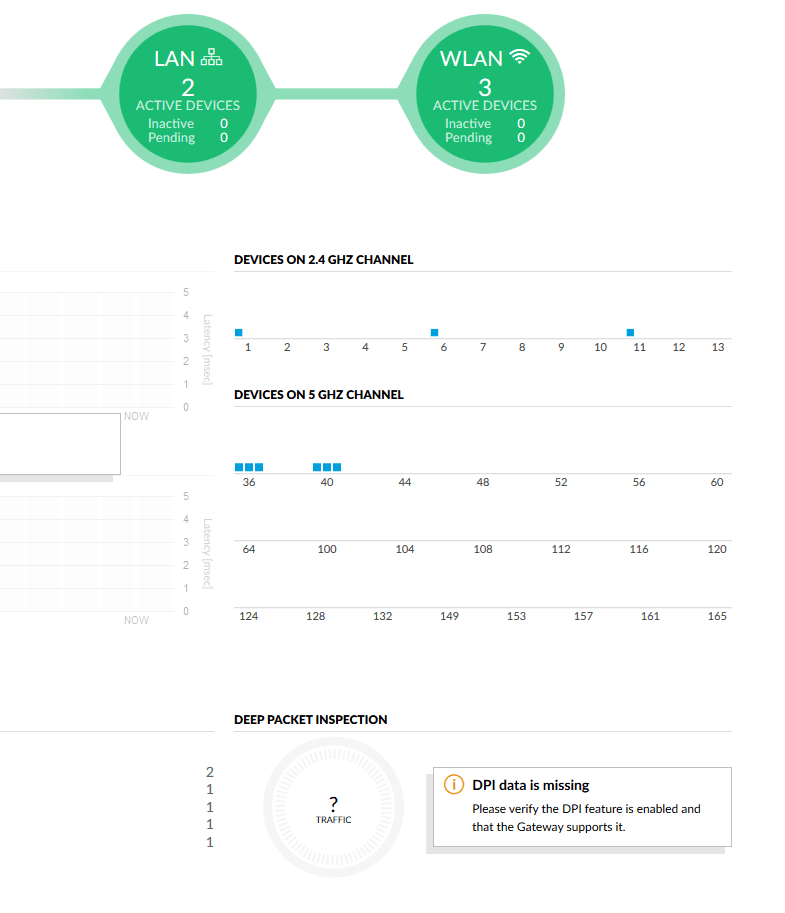 LAN
2
ACTIVE DEVICES
Inactive 0
Pending 0
WLAN
3
ACTIVE DEVICES
Inactive 0
Pending 0
5
4
3
2
1
0
Latency [msec]
NOW
5
4
3
2
1
0
Latency [msec]
NOW
DEVICES ON 2.4 GHZ CHANNEL
1 2 3 4 5 6 7 8 9 10 11 12 13
DEVICES ON 5 GHZ CHANNEL
36 40 44 48 52 56 60
64 100 104 108 112 116 120
124 128 132 149 153 157 161 165
2
1
1
1
1
DEEP PACKET INSPECTION
?
TRAFFIC
DPI data is missing
Please verify the DPI feature is enabled and
that the Gateway supports it.